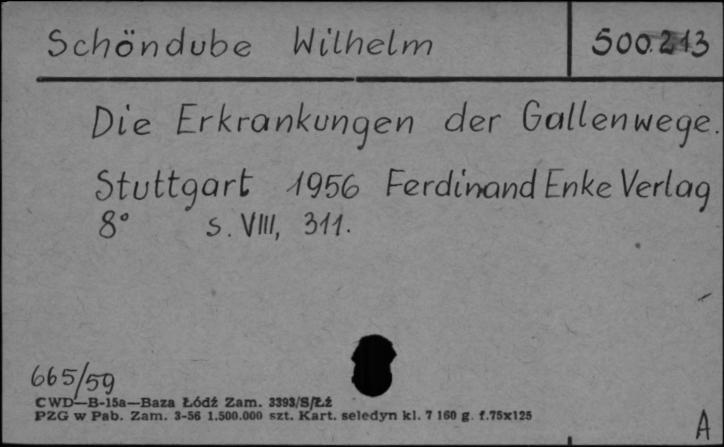 Schöndube Wilhelm 500.213
Die Erkrankungen der Gallenwege.
Stuttgart 1956 Ferdinand Enke Verlag
8° s. VIII, 311.
665/59
CWD—B-15a—Baza Łódź Zam. 3393/S/Łż
PZG w Pab. Zam. 3-56 1.500.000 szt. Kart. seledyn kl. 7 160 g. f.75x125
A